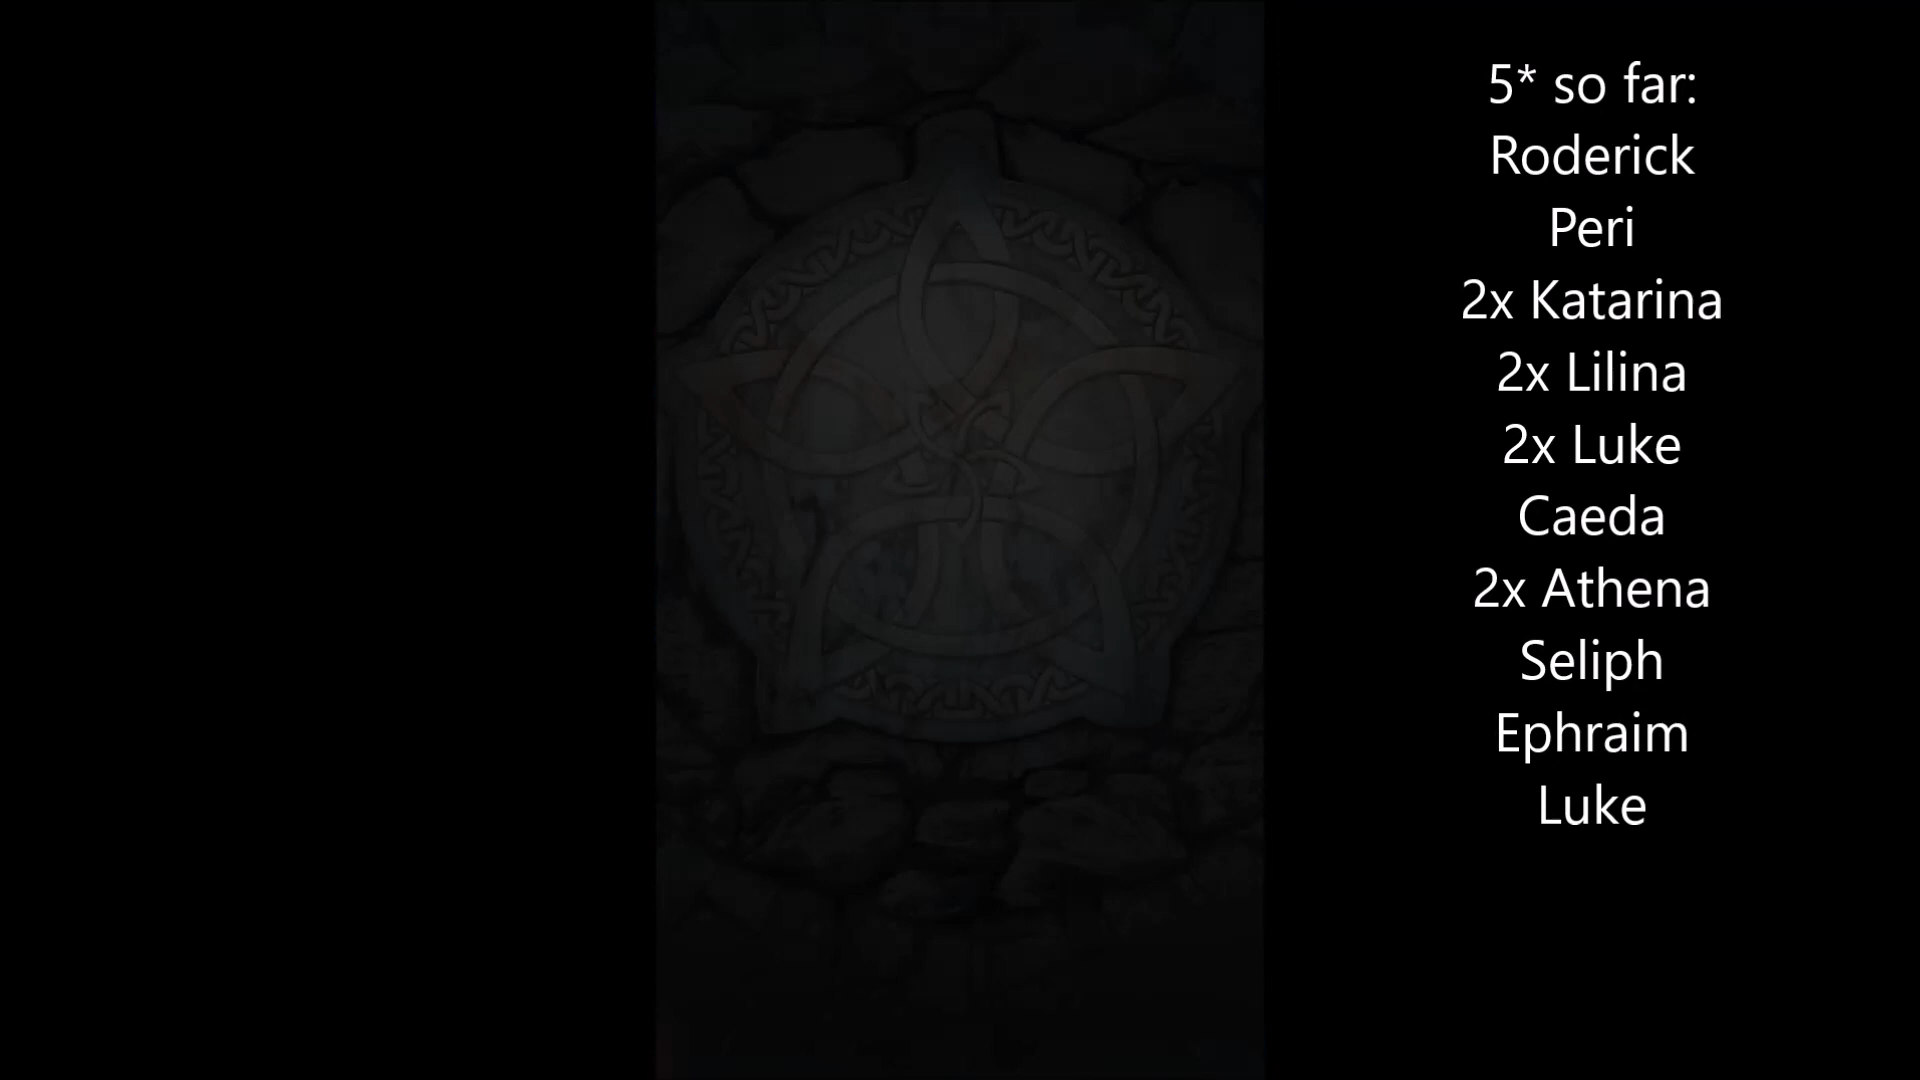 5* so far:
Roderick
Peri
2x Katarina
2x Lilina
2x Luke
Caeda
2x Athena
Seliph
Ephraim
Luke